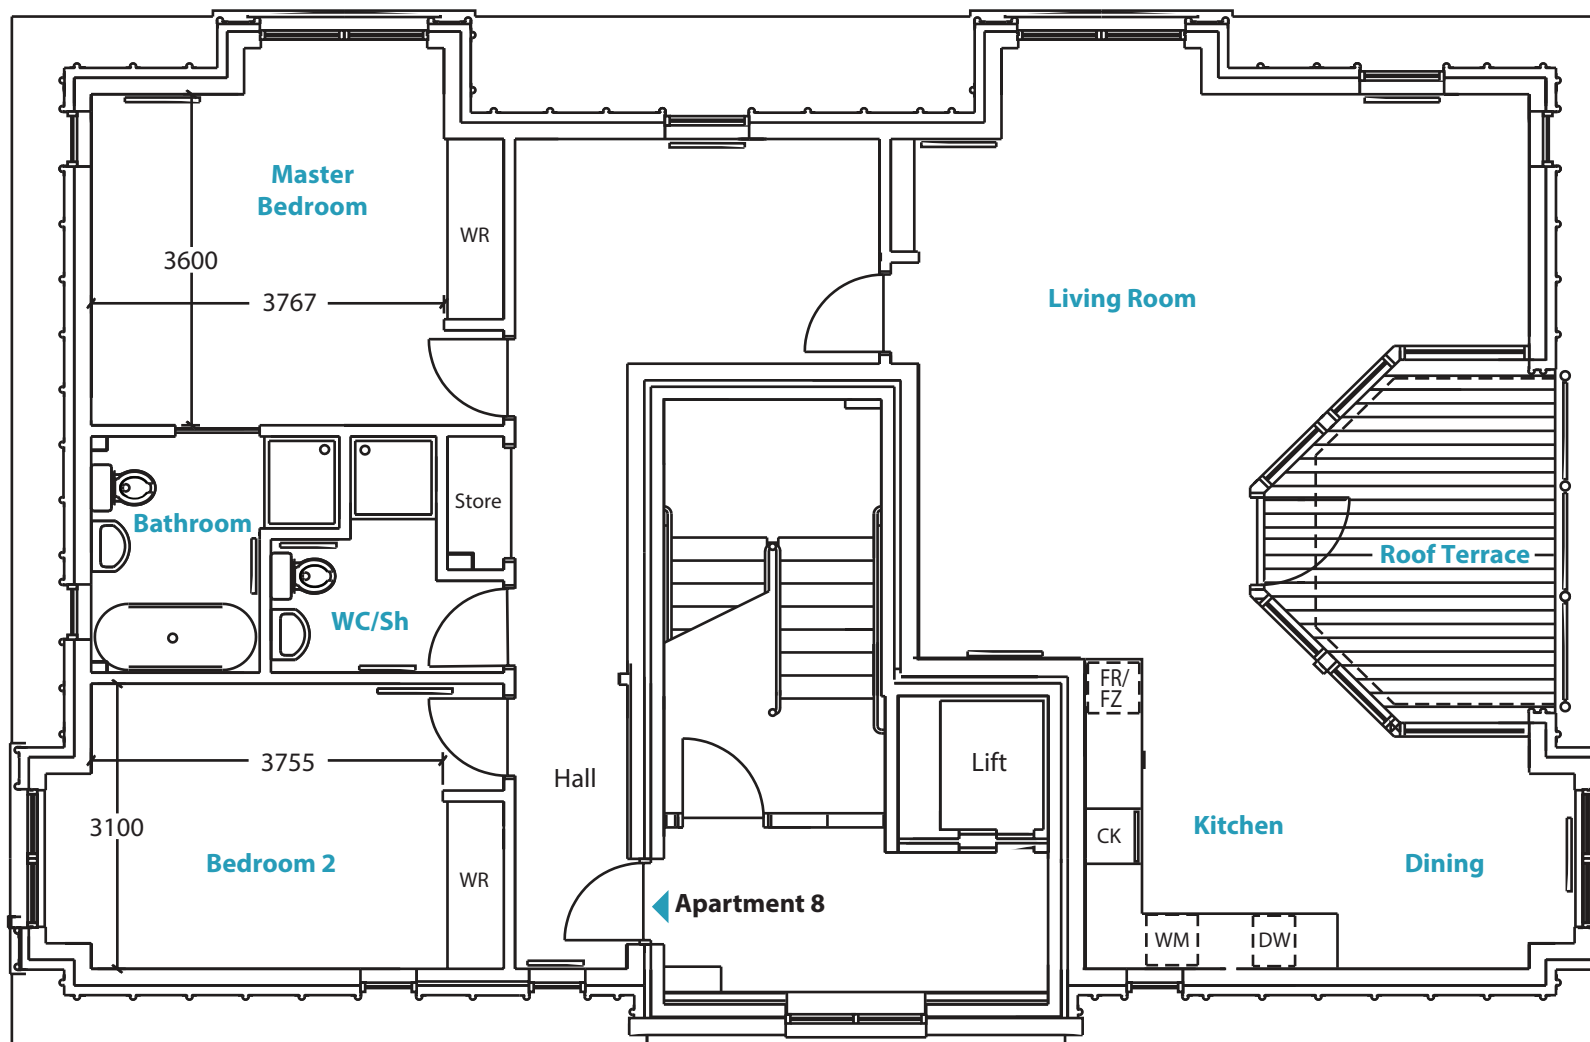 Master
Bedroom
WR
3600
3767
Living Room
Store
Bathroom
WC/Sh
Roof Terrace
FR/
FZ
3755
Lift
Hall
3100
Kitchen
CK
Bedroom 2
Dining
WR
Apartment 8
WM
DW